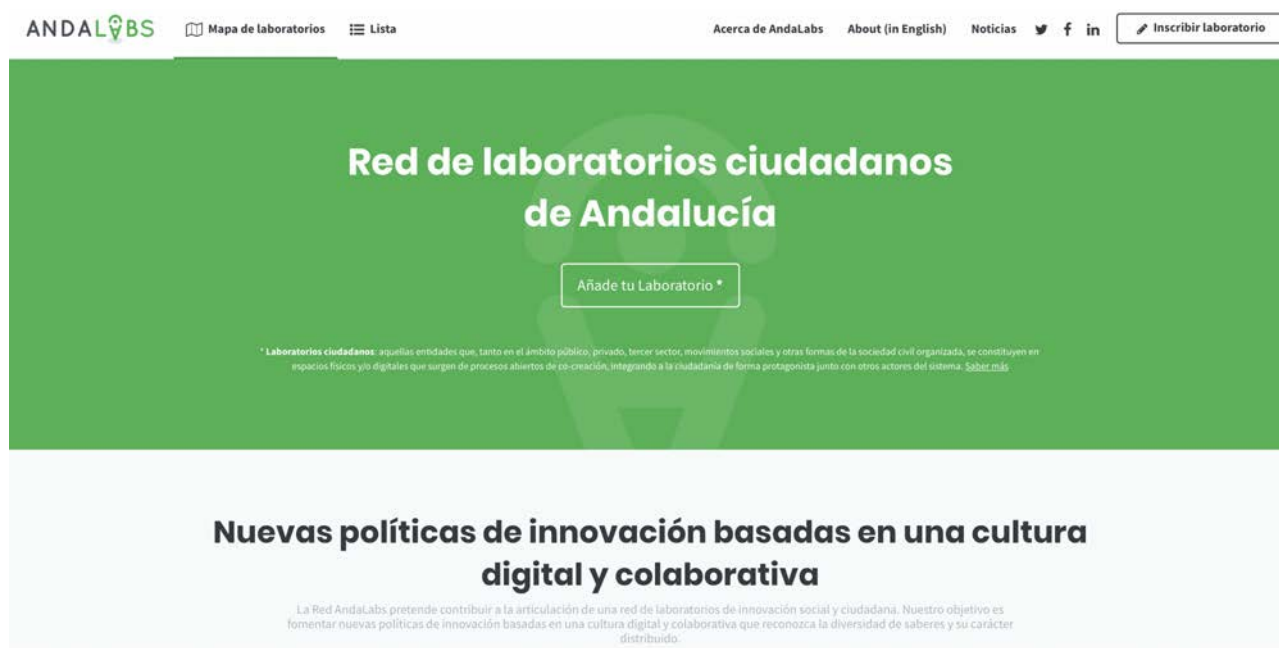 ANDALABS
Mapa de laboratorios
Lista
Acerca de AndaLabs
About (in English)
Noticias
Inscribir laboratorio
Red de laboratorios ciudadanos
de Andalucía
Añade tu Laboratorio *
* Laboratorios ciudadanos: aquellas entidades que, tanto en el ámbito público, privado, tercer sector, movimientos sociales y otras formas de la sociedad civil organizada, se constituyen en
espacios físicos y/o digitales que surgen de procesos abiertos de co-creación, integrando a la ciudadanía de forma protagonista junto con otros actores del sistema. Saber más
Nuevas políticas de innovación basadas en una cultura
digital y colaborativa
La Red AndaLabs pretende contribuir a la articulación de una red de laboratorios de innovación social y ciudadana. Nuestro objetivo es
fomentar nuevas políticas de innovación basadas en una cultura digital y colaborativa que reconozca la diversidad de saberes y su carácter
distribuido.